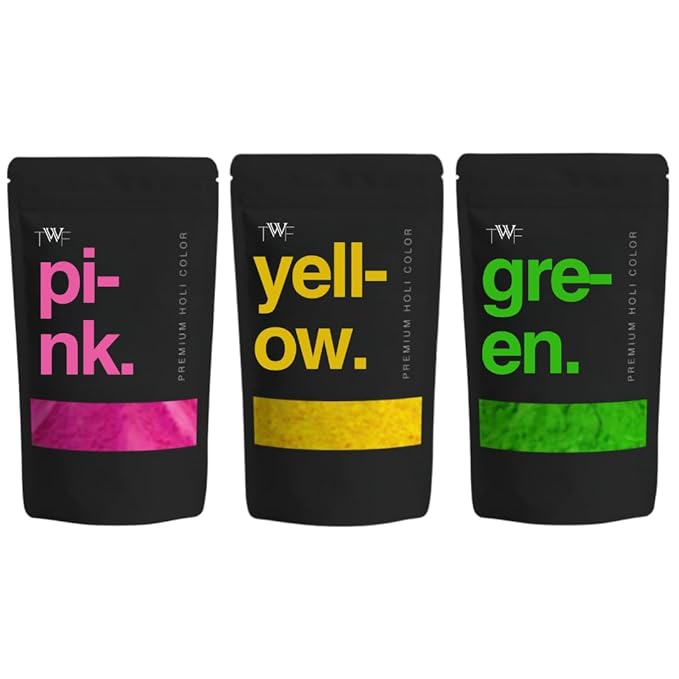 TWF
pi-
nk.
PREMIUM HOLI COLOR
TWF
yell-
ow.
PREMIUM HOLI COLOR
TWF
gre-
en.
PREMIUM HOLI COLOR